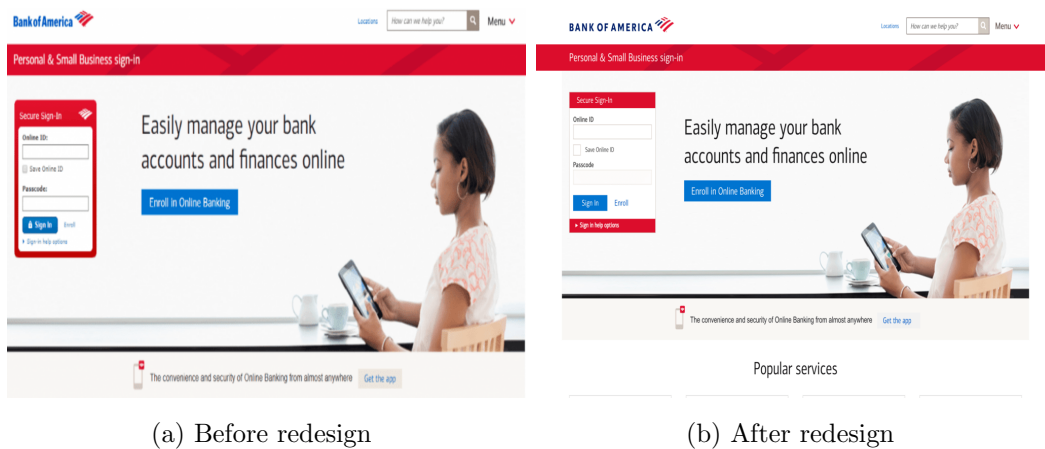 Bank of America
Locations
How can we help you?
Menu
Personal & Small Business sign-in
Secure Sign-In
Online ID:
Save Online ID
Passcode:
Sign In
Enroll
Sign-in help options
Easily manage your bank
accounts and finances online
Enroll in Online Banking
The convenience and security of Online Banking from almost anywhere
Get the app
(a) Before redesign
BANK OF AMERICA
Locations
How can we help you?
Menu
Personal & Small Business sign-in
Secure Sign-In
Online ID
Save Online ID
Passcode
Sign In
Enroll
Sign in help options
Easily manage your bank
accounts and finances online
Enroll in Online Banking
The convenience and security of Online Banking from almost anywhere
Get the app
Popular services
(b) After redesign